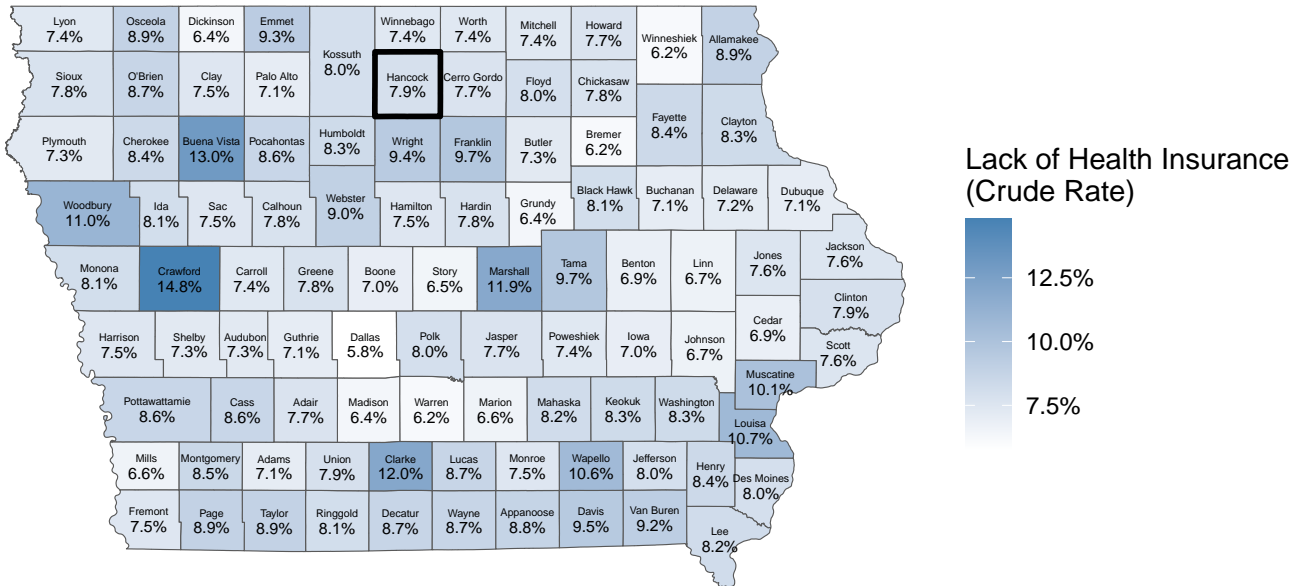 Lyon
7.4%
Osceola
8.9%
Dickinson
6.4%
Emmet
9.3%
Kossuth
8.0%
Winnebago
7.4%
Worth
7.4%
Mitchell
7.4%
Howard
7.7%
Winneshiek
6.2%
Allamakee
8.9%
Sioux
7.8%
O'Brien
8.7%
Clay
7.5%
Palo Alto
7.1%
Hancock
7.9%
Cerro Gordo
7.7%
Floyd
8.0%
Chickasaw
7.8%
Plymouth
7.3%
Cherokee
8.4%
Buena Vista
13.0%
Pocahontas
8.6%
Humboldt
8.3%
Wright
9.4%
Franklin
9.7%
Butler
7.3%
Bremer
6.2%
Fayette
8.4%
Clayton
8.3%
Woodbury
11.0%
Ida
8.1%
Sac
7.5%
Calhoun
7.8%
Webster
9.0%
Hamilton
7.5%
Hardin
7.8%
Grundy
6.4%
Black Hawk
8.1%
Buchanan
7.1%
Delaware
7.2%
Dubuque
7.1%
Monona
8.1%
Crawford
14.8%
Carroll
7.4%
Greene
7.8%
Boone
7.0%
Story
6.5%
Marshall
11.9%
Tama
9.7%
Benton
6.9%
Linn
6.7%
Jones
7.6%
Jackson
7.6%
Clinton
7.9%
Harrison
7.5%
Shelby
7.3%
Audubon
7.3%
Guthrie
7.1%
Dallas
5.8%
Polk
8.0%
Jasper
7.7%
Poweshiek
7.4%
Iowa
7.0%
Johnson
6.7%
Cedar
6.9%
Scott
7.6%
Muscatine
10.1%
Pottawattamie
8.6%
Cass
8.6%
Adair
7.7%
Madison
6.4%
Warren
6.2%
Marion
6.6%
Mahaska
8.2%
Keokuk
8.3%
Washington
8.3%
Louisa
10.7%
Mills
6.6%
Montgomery
8.5%
Adams
7.1%
Union
7.9%
Clarke
12.0%
Lucas
8.7%
Monroe
7.5%
Wapello
10.6%
Jefferson
8.0%
Henry
8.4%
Des Moines
8.0%
Fremont
7.5%
Page
8.9%
Taylor
8.9%
Ringgold
8.1%
Decatur
8.7%
Wayne
8.7%
Appanoose
8.8%
Davis
9.5%
Van Buren
9.2%
Lee
8.2%
Lack of Health Insurance
(Crude Rate)
12.5%
10.0%
7.5%